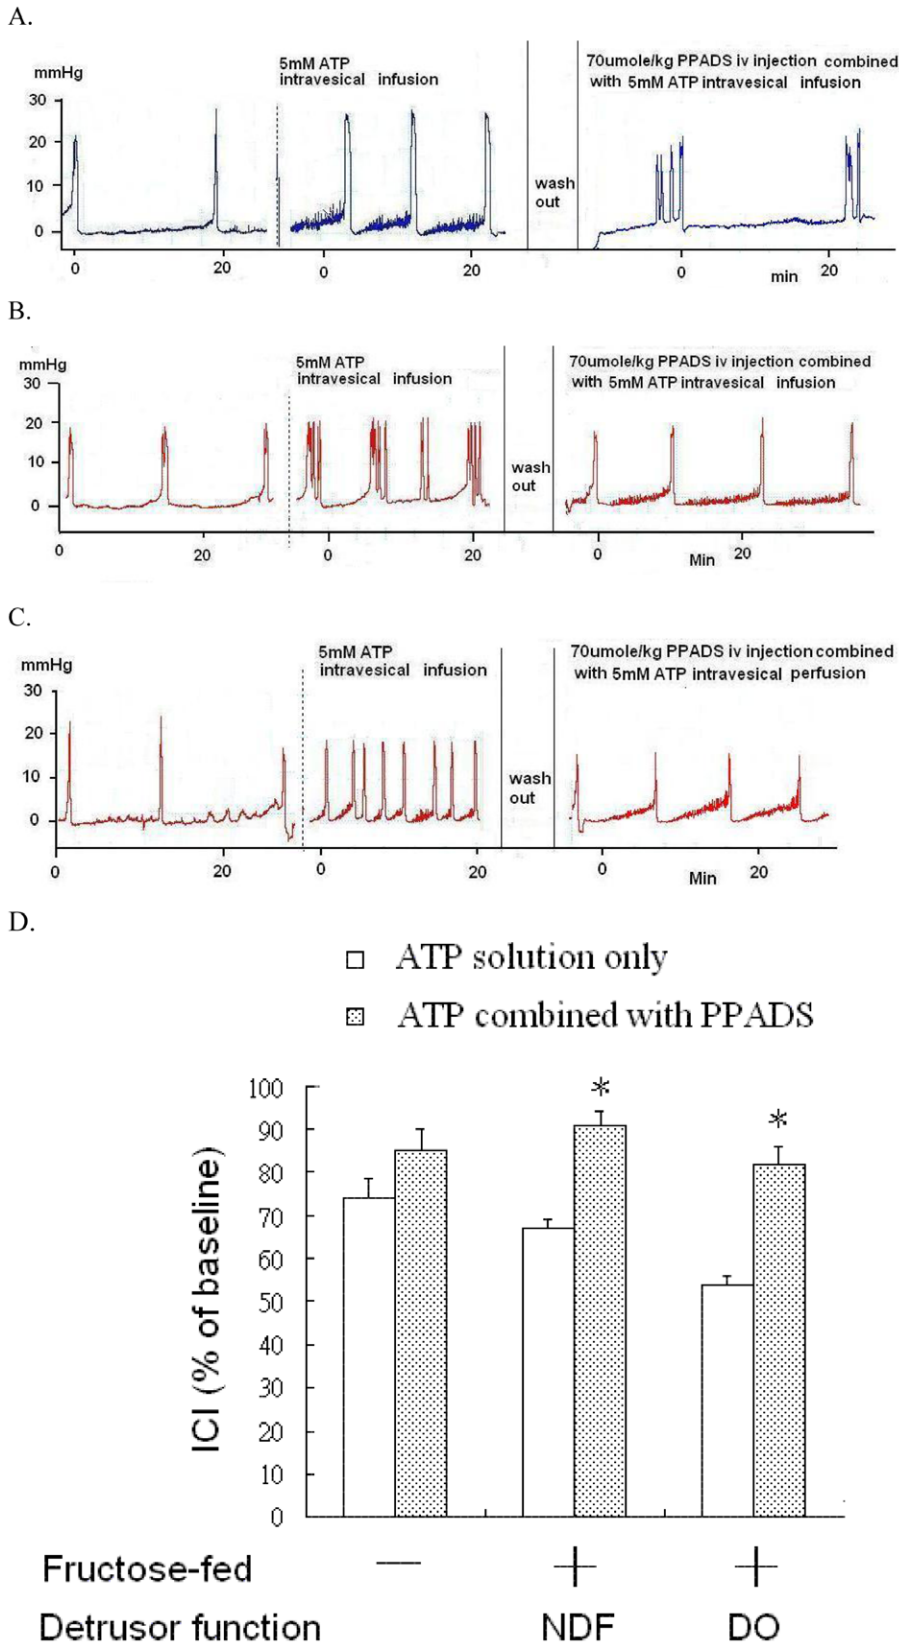 A.
mmHg
5mM ATP
intravesical infusion
70umole/kg PPADS iv injection combined
with 5mM ATP intravesical infusion
30
20
10
0
wash
out
0
20
0
20
0
min
20
B.
mmHg
5mM ATP
intravesical infusion
70umole/kg PPADS iv injection combined
with 5mM ATP intravesical infusion
30
20
10
0
wash
out
0
20
0
20
0
Min
20
C.
mmHg
5mM ATP
intravesical infusion
70umole/kg PPADS iv injection combined
with 5mM ATP intravesical perfusion
30
20
10
0
wash
out
0
20
0
20
0
Min
20
D.
ATP solution only
ATP combined with PPADS
ICI (% of baseline)
100
90
80
70
60
50
40
30
20
10
0
*
*
Fructose-fed — + +
Detrusor function NDF DO